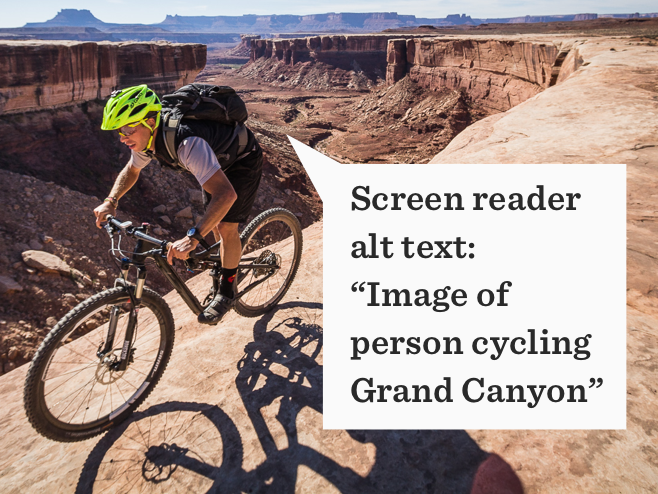 Screen reader
alt text:
“Image of
person cycling
Grand Canyon”